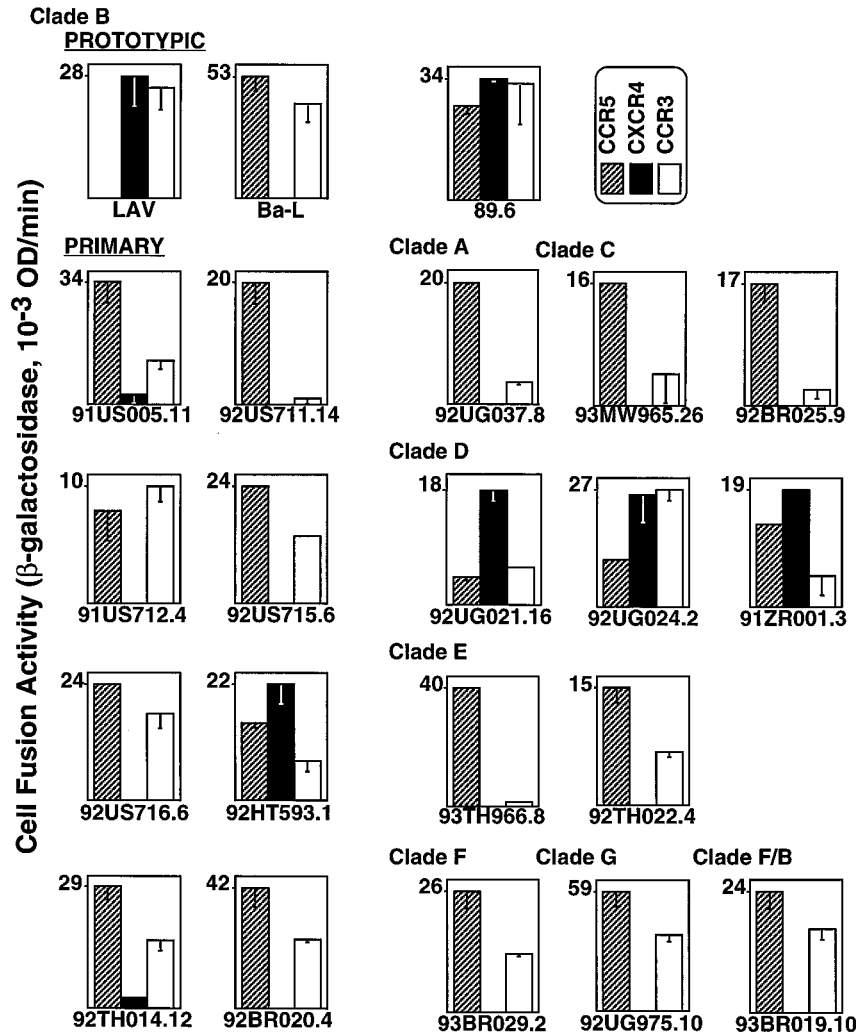 Clade B
PROTOTYPIC
28
LAV
53
Ba-L
34
89.6
CCR5
CXCR4
CCR3
Cell Fusion Activity (β-galactosidase, 10⁻³ OD/min)
PRIMARY
34
91US005.11
20
92US711.14
Clade A
20
92UG037.8
Clade C
16
93MW965.26
17
92BR025.9
10
91US712.4
24
92US715.6
Clade D
18
92UG021.16
27
92UG024.2
19
91ZR001.3
24
92US716.6
22
92HT593.1
Clade E
40
93TH966.8
15
92TH022.4
29
92TH014.12
42
92BR020.4
Clade F
26
93BR029.2
Clade G
59
92UG975.10
Clade F/B
24
93BR019.10